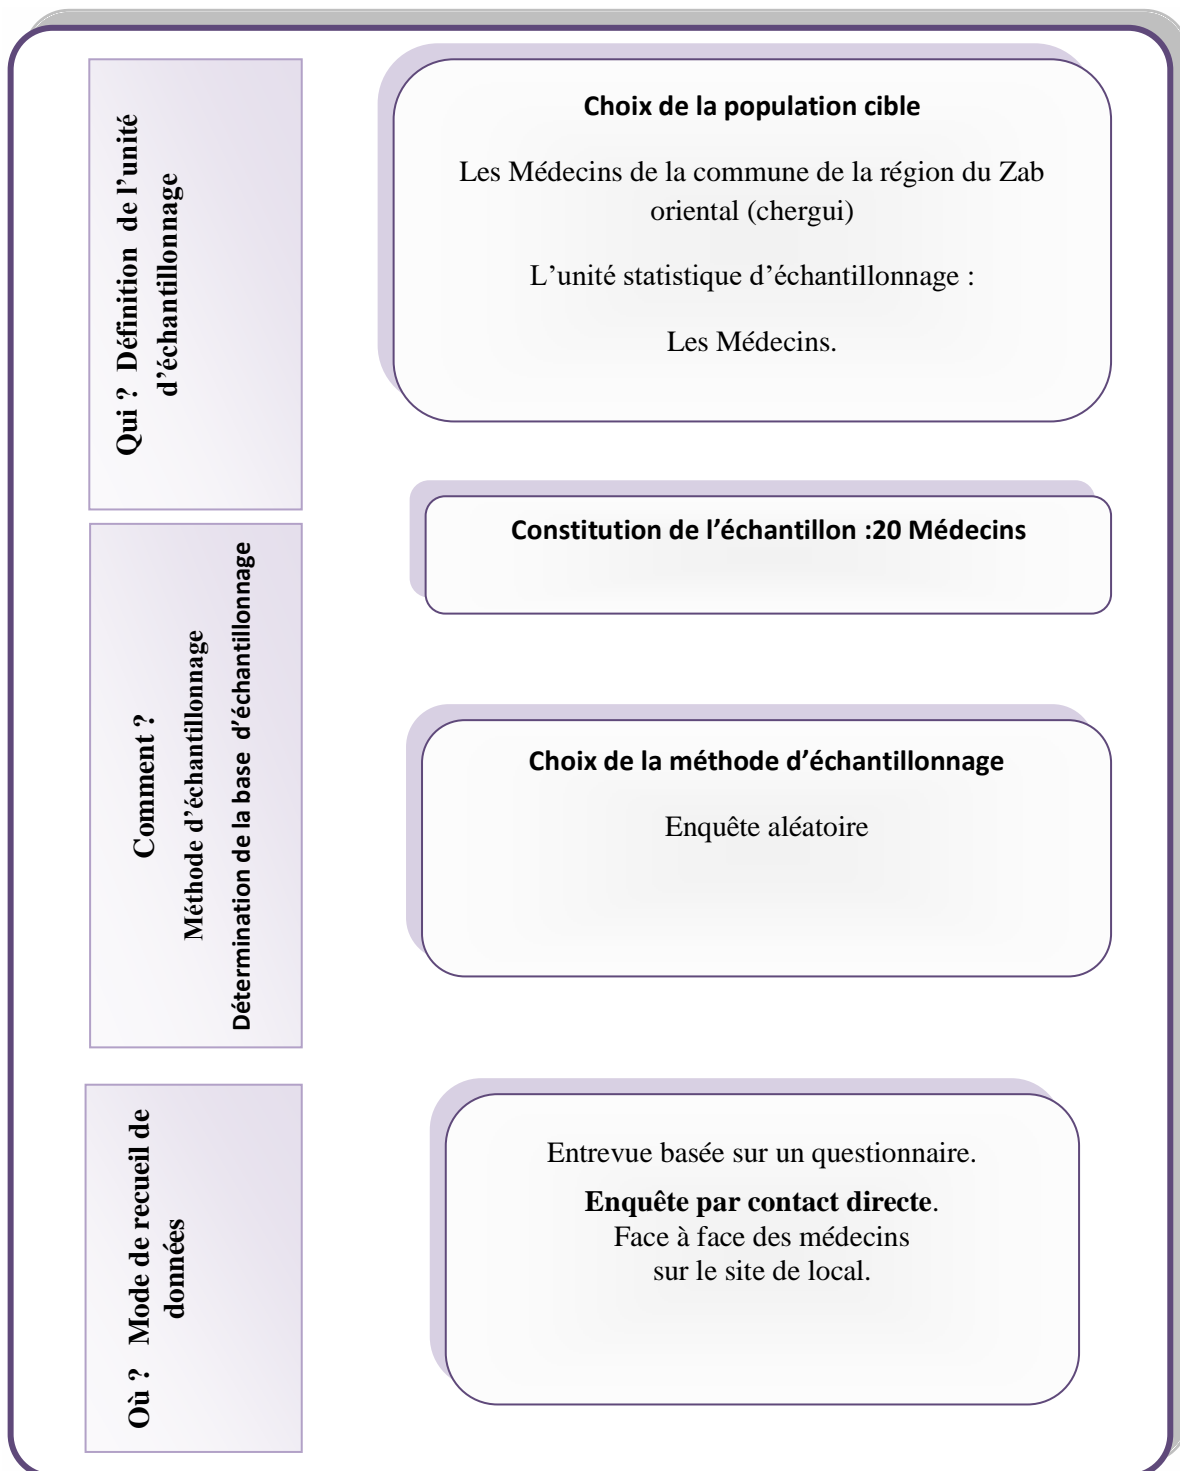 Qui ? Définition de l’unité
d’échantillonnage
Choix de la population cible
Les Médecins de la commune de la région du Zab
oriental (chergui)
L’unité statistique d’échantillonnage :
Les Médecins.
Comment ?
Méthode d’échantillonnage
Détermination de la base d’échantillonnage
Constitution de l’échantillon :20 Médecins
Choix de la méthode d’échantillonnage
Enquête aléatoire
Où ? Mode de recueil de
données
Entrevue basée sur un questionnaire.
Enquête par contact directe.
Face à face des médecins
sur le site de local.